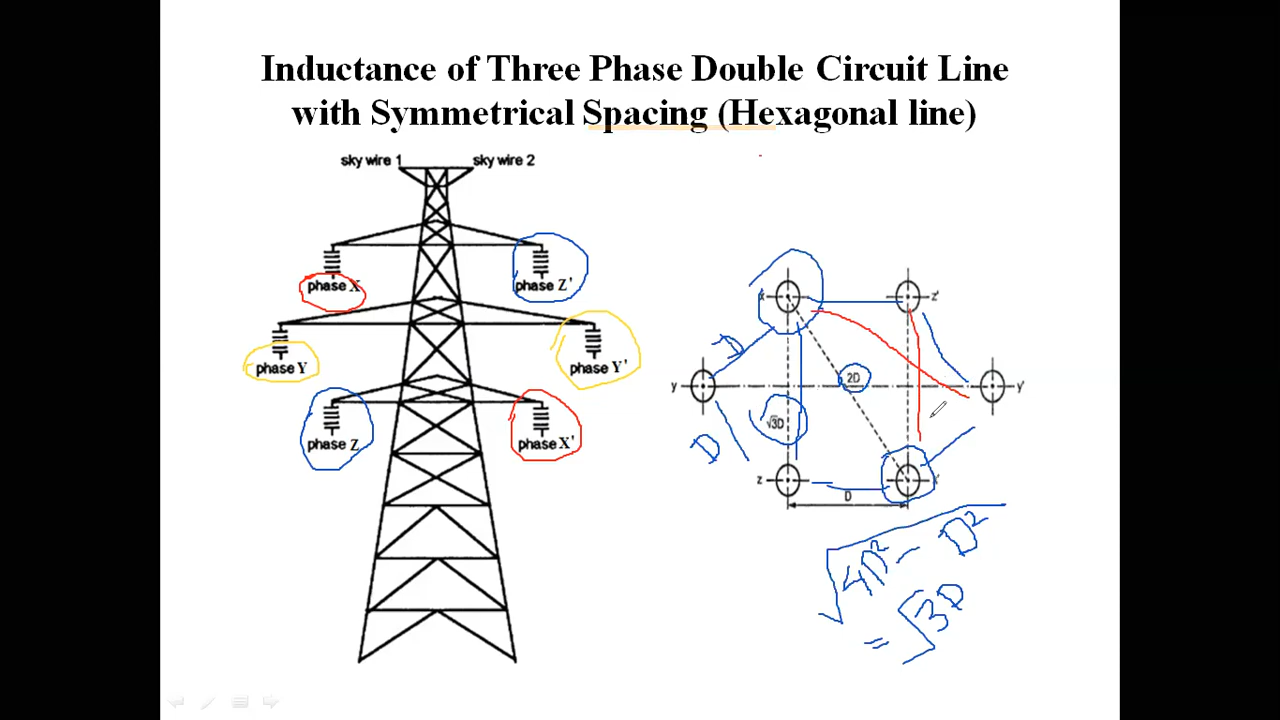 Inductance of Three Phase Double Circuit Line
with Symmetrical Spacing (Hexagonal line)
sky wire 1
sky wire 2
phase X
phase Z'
phase Y
phase Y'
phase Z
phase X'
x
z'
D
2D
y
y'
√3D
D
z
x'
D
√4D² - D²
= √3D